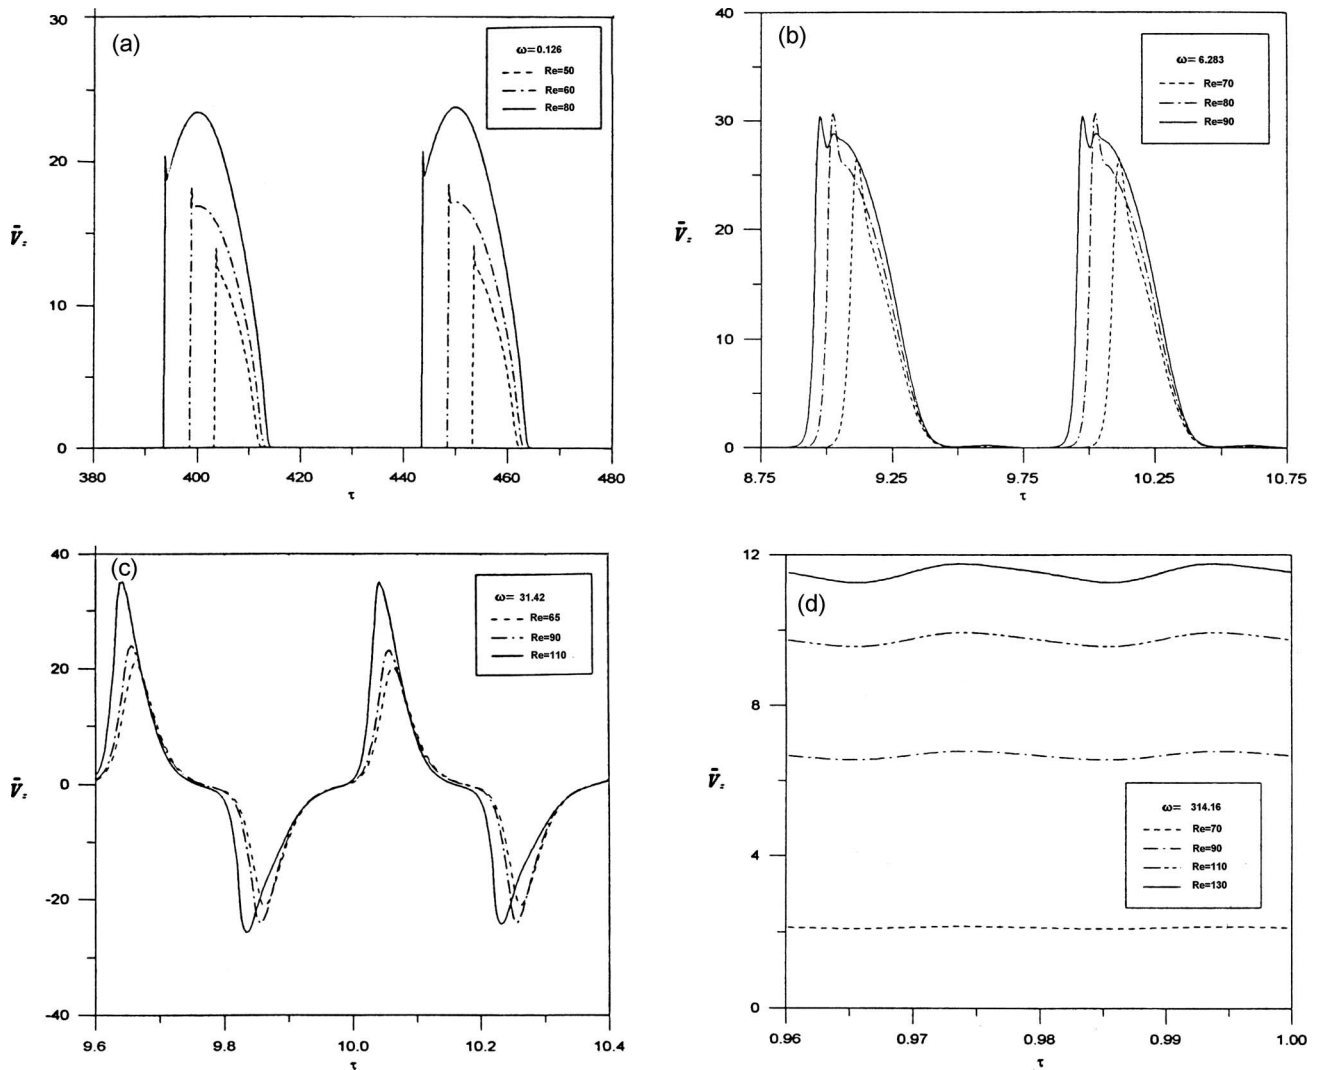 (a)
ω=0.126
Re=50
Re=60
Re=80
30
20
10
0
V̄z
380 400 420 440 460 480
τ
(b)
ω= 6.283
Re=70
Re=80
Re=90
40
30
20
10
0
V̄z
8.75 9.25 9.75 10.25 10.75
τ
(c)
ω= 31.42
Re=65
Re=90
Re=110
40
20
0
-20
-40
V̄z
9.6 9.8 10.0 10.2 10.4
τ
(d)
ω= 314.16
Re=70
Re=90
Re=110
Re=130
12
8
4
0
V̄z
0.96 0.97 0.98 0.99 1.00
τ